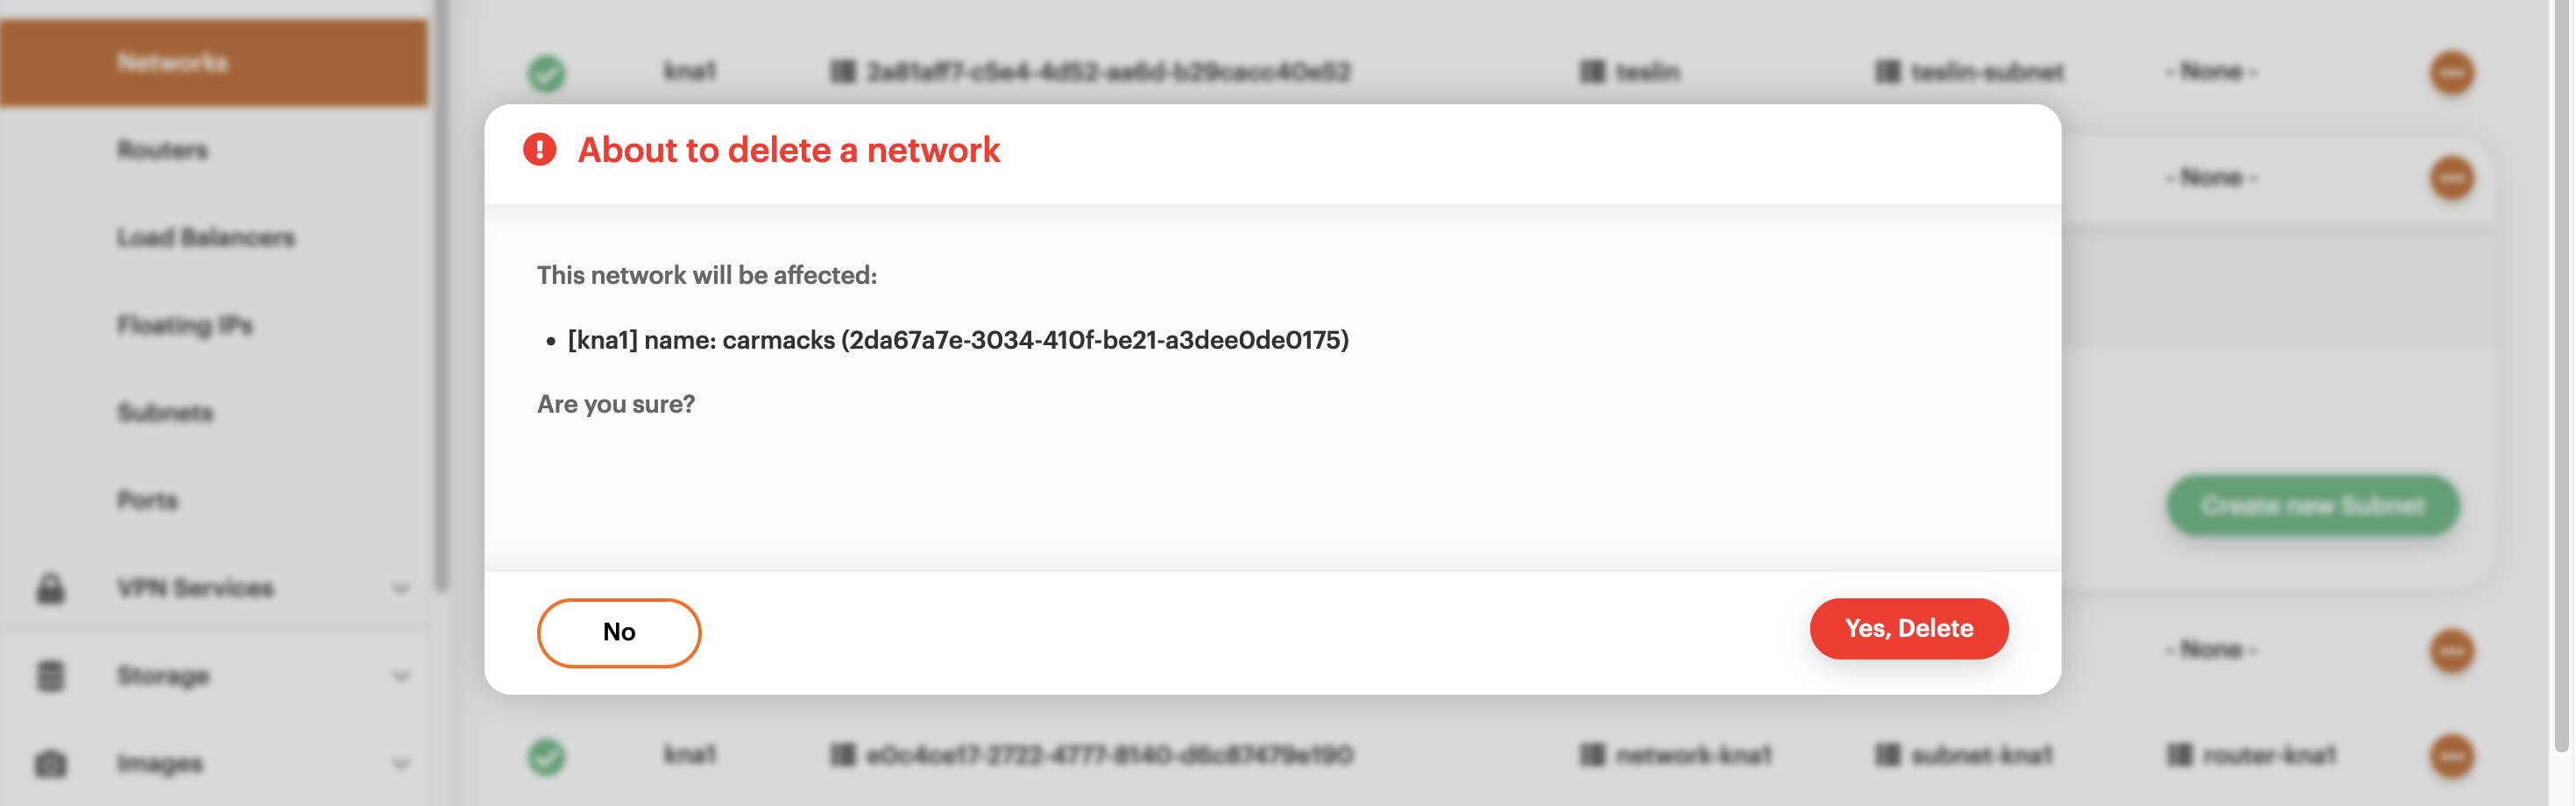 Networks
kna1 2a81aff7-c5e4-4d52-aa6d-b29cacc40e52 teslin teslin-subnet - None -
Routers
About to delete a network
- None -
Load Balancers
This network will be affected:
Floating IPs
• [kna1] name: carmacks (2da67a7e-3034-410f-be21-a3dee0de0175)
Subnets
Are you sure?
Ports
Create new Subnet
VPN Services
No
Yes, Delete
- None -
Storage
Images
kna1 e0c4ce17-2722-4777-8140-d6c87479e190 network-kna1 subnet-kna1 router-kna1